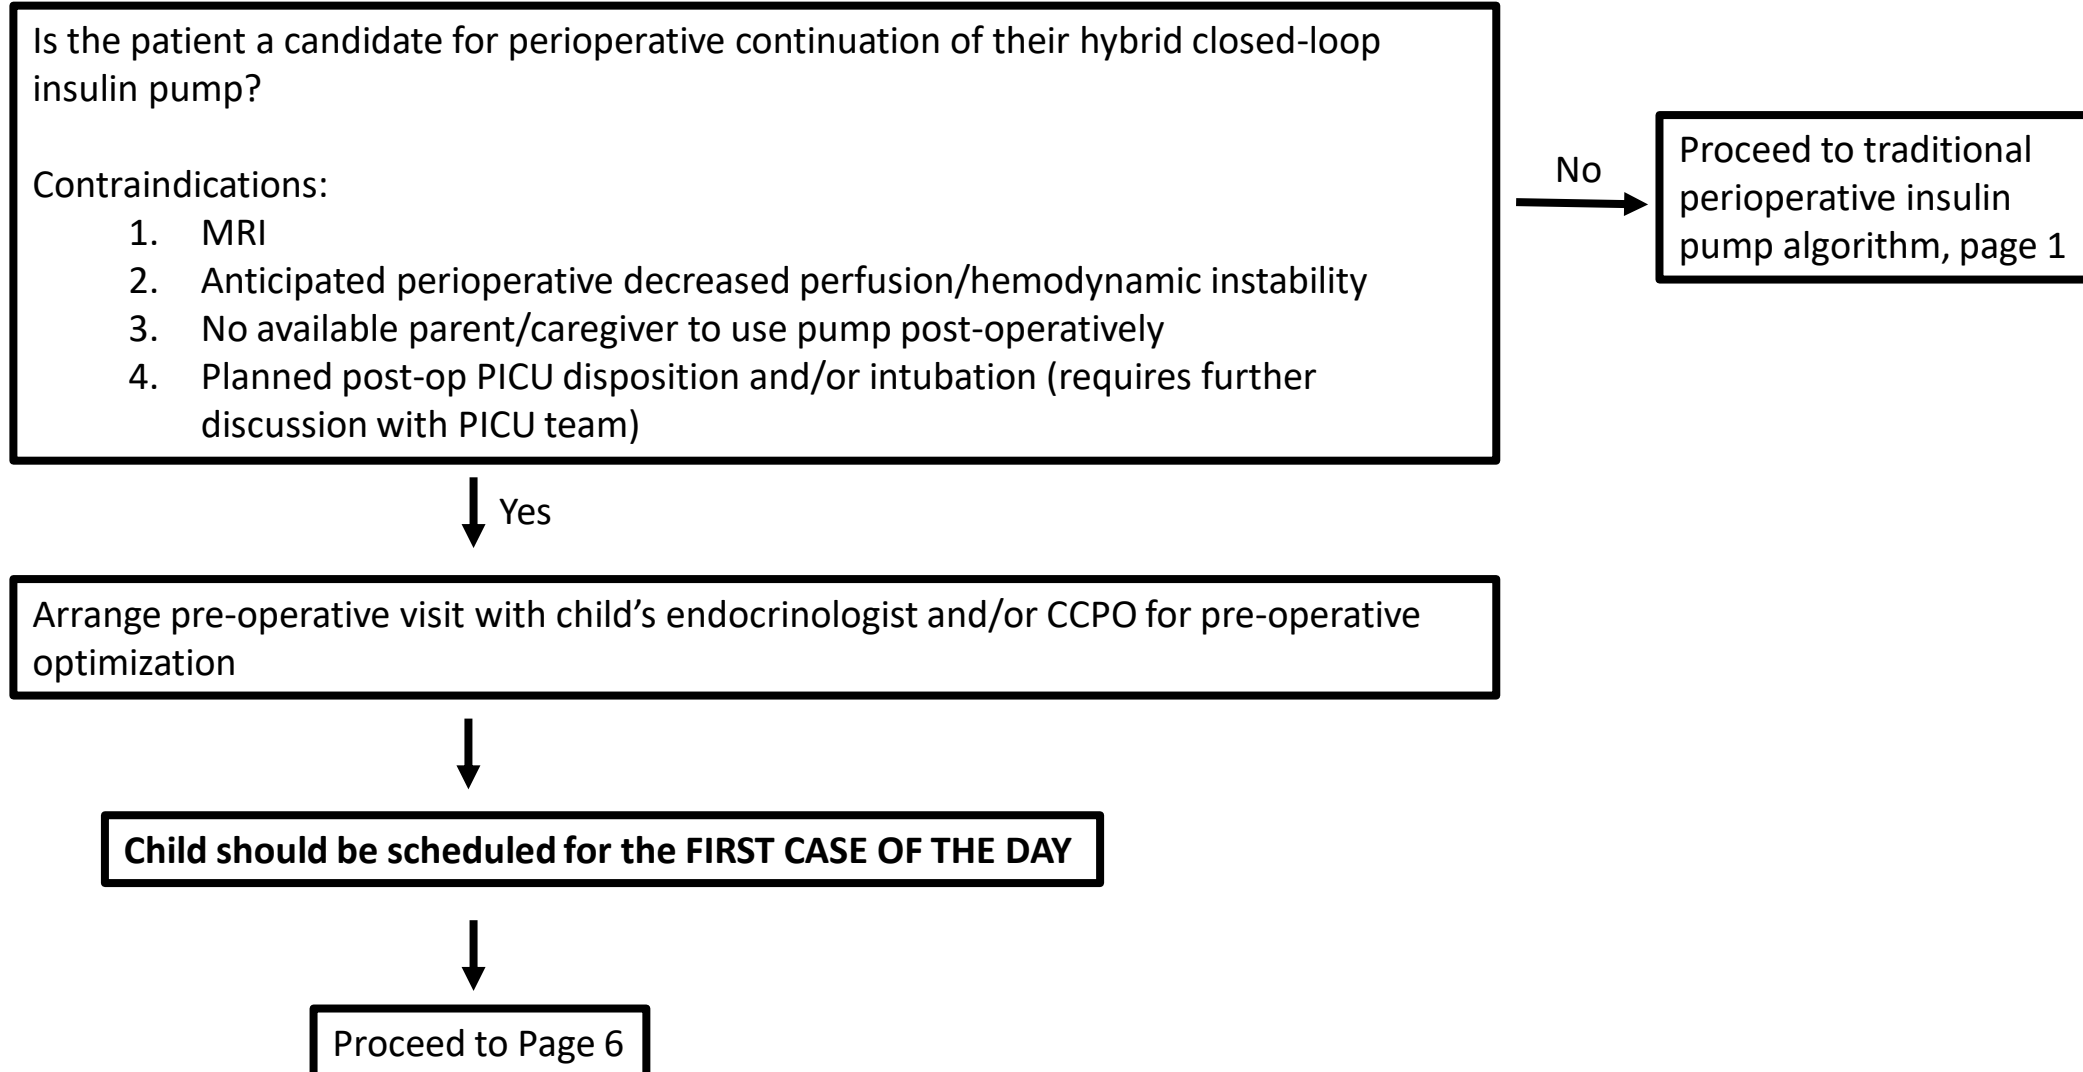 Is the patient a candidate for perioperative continuation of their hybrid closed-loop
insulin pump?
Contraindications:
1. MRI
2. Anticipated perioperative decreased perfusion/hemodynamic instability
3. No available parent/caregiver to use pump post-operatively
4. Planned post-op PICU disposition and/or intubation (requires further
discussion with PICU team)
No
Proceed to traditional
perioperative insulin
pump algorithm, page 1
Yes
Arrange pre-operative visit with child’s endocrinologist and/or CCPO for pre-operative
optimization
Child should be scheduled for the FIRST CASE OF THE DAY
Proceed to Page 6